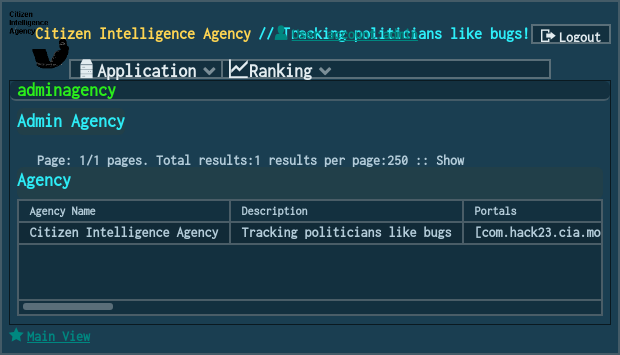 Citizen
Intelligence
Agency
Citizen Intelligence Agency // Tracking politicians like bugs!
Logout
Application
Ranking
adminagency
Admin Agency
Page: 1/1 pages. Total results:1 results per page:250 :: Show
Agency
Agency Name Description Portals
Citizen Intelligence Agency Tracking politicians like bugs [com.hack23.cia.mo
Main View